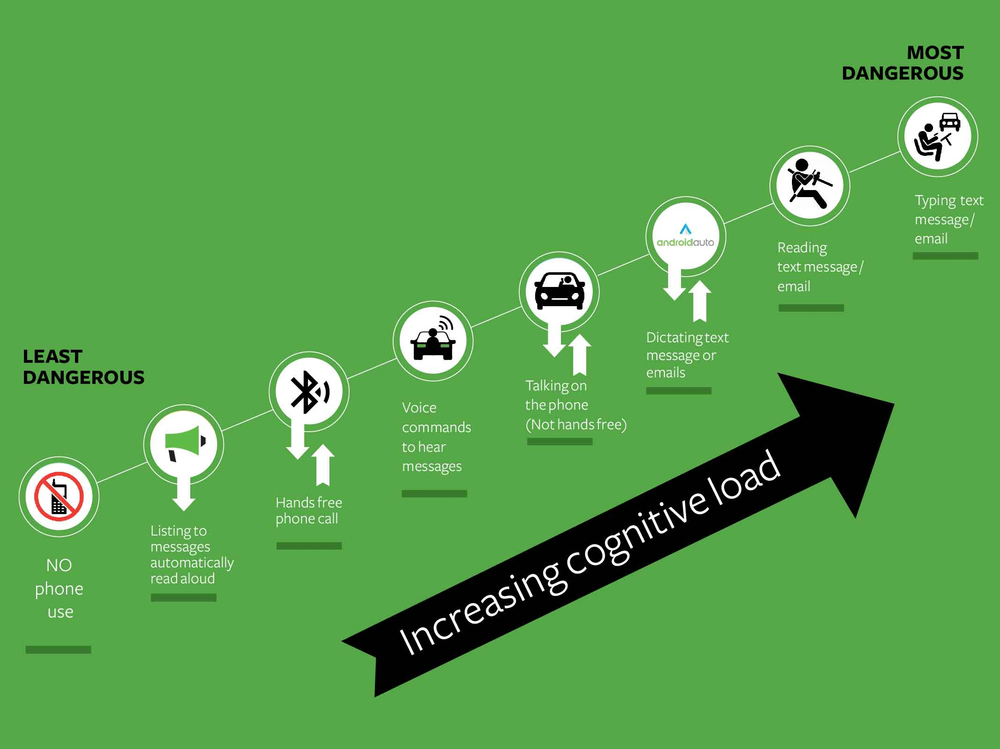 MOST
DANGEROUS
Typing text
message/
email
Reading
text message/
email
androidauto
Dictating text
message or
emails
Talking on
the phone
(Not hands free)
Voice
commands
to hear
messages
LEAST
DANGEROUS
Hands free
phone call
Listing to
messages
automatically
read aloud
NO
phone
use
Increasing cognitive load